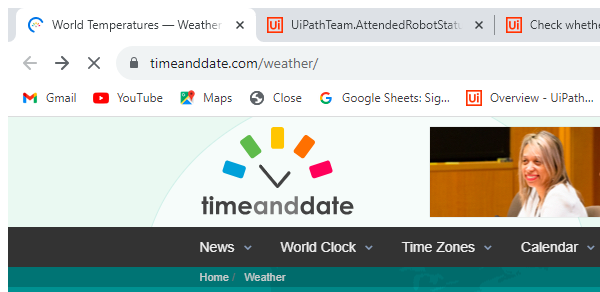 World Temperatures — Weather
UiPathTeam.AttendedRobotStatu
Check whethe
timeanddate.com/weather/
Gmail
YouTube
Maps
Close
Google Sheets: Sig...
Ui
Overview - UiPath...
timeanddate
News
World Clock
Time Zones
Calendar
Home / Weather